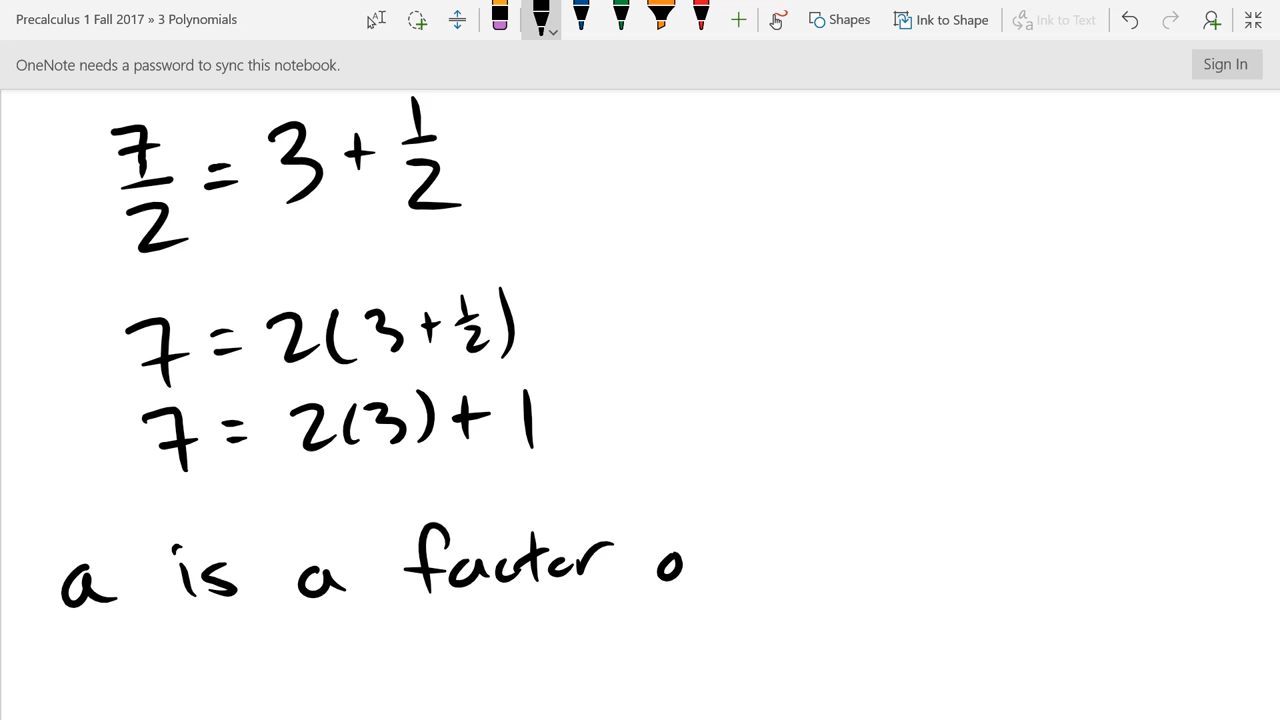 Precalculus 1 Fall 2017 » 3 Polynomials
Shapes
Ink to Shape
Ink to Text
OneNote needs a password to sync this notebook.
Sign In
7/2 = 3 + 1/2
7 = 2(3 + 1/2)
7 = 2(3) + 1
a is a factor o